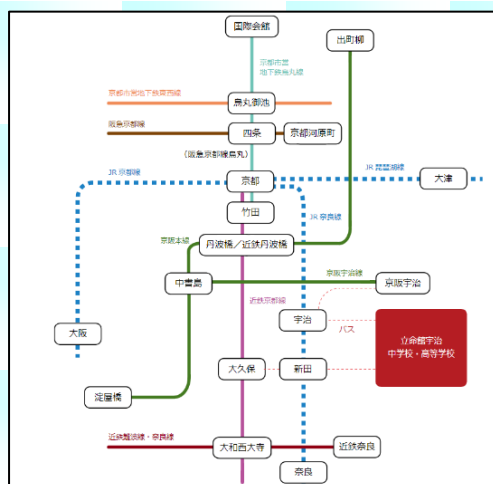 国際会館
出町柳
京都市営
地下鉄烏丸線
京都市営地下鉄東西線
烏丸御池
阪急京都線
四条
京都河原町
（阪急京都線烏丸）
JR 京都線
京都
JR 琵琶湖線
大津
竹田
JR 奈良線
京阪本線
丹波橋／近鉄丹波橋
中書島
京阪宇治線
京阪宇治
近鉄京都線
宇治
バス
立命館宇治
中学校・高等学校
大阪
大久保
新田
淀屋橋
近鉄難波線・奈良線
大和西大寺
近鉄奈良
奈良